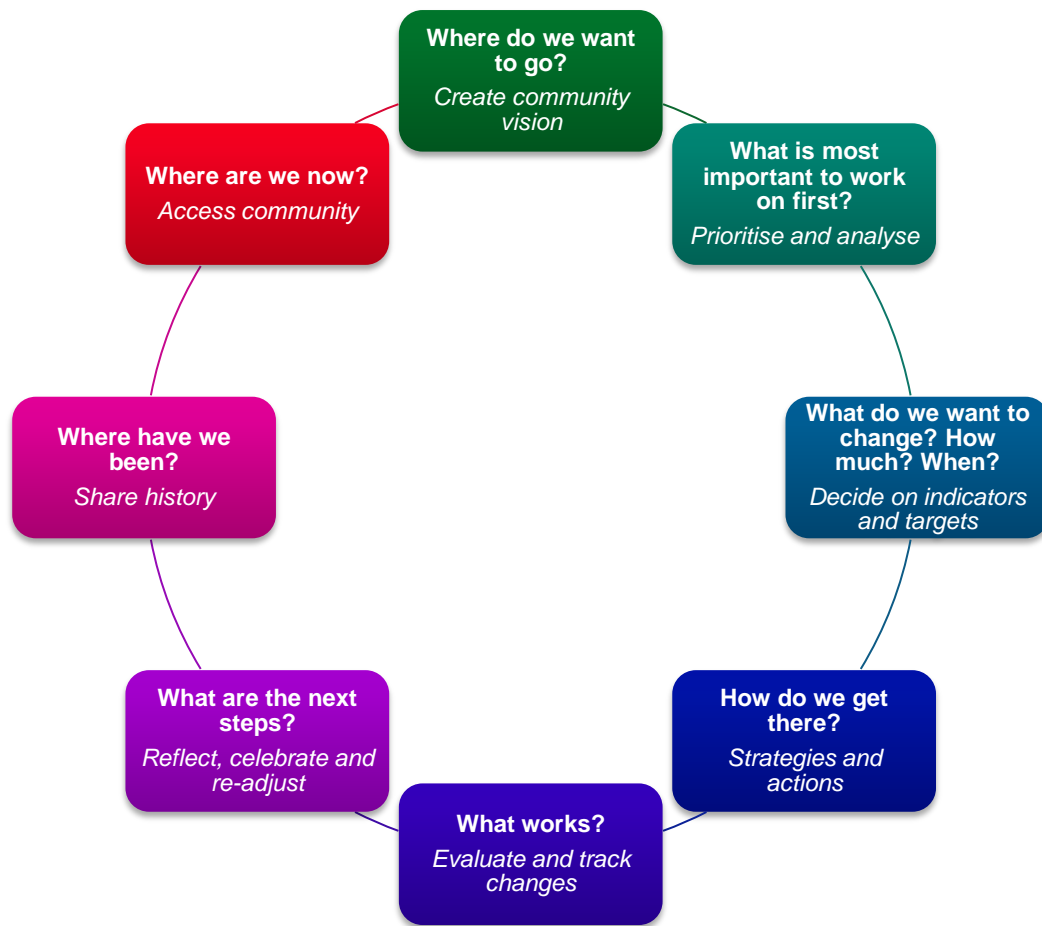 Where do we want
to go?
Create community
vision
What is most
important to work
on first?
Prioritise and analyse
What do we want to
change? How
much? When?
Decide on indicators
and targets
How do we get
there?
Strategies and
actions
What works?
Evaluate and track
changes
What are the next
steps?
Reflect, celebrate and
re-adjust
Where have we
been?
Share history
Where are we now?
Access community